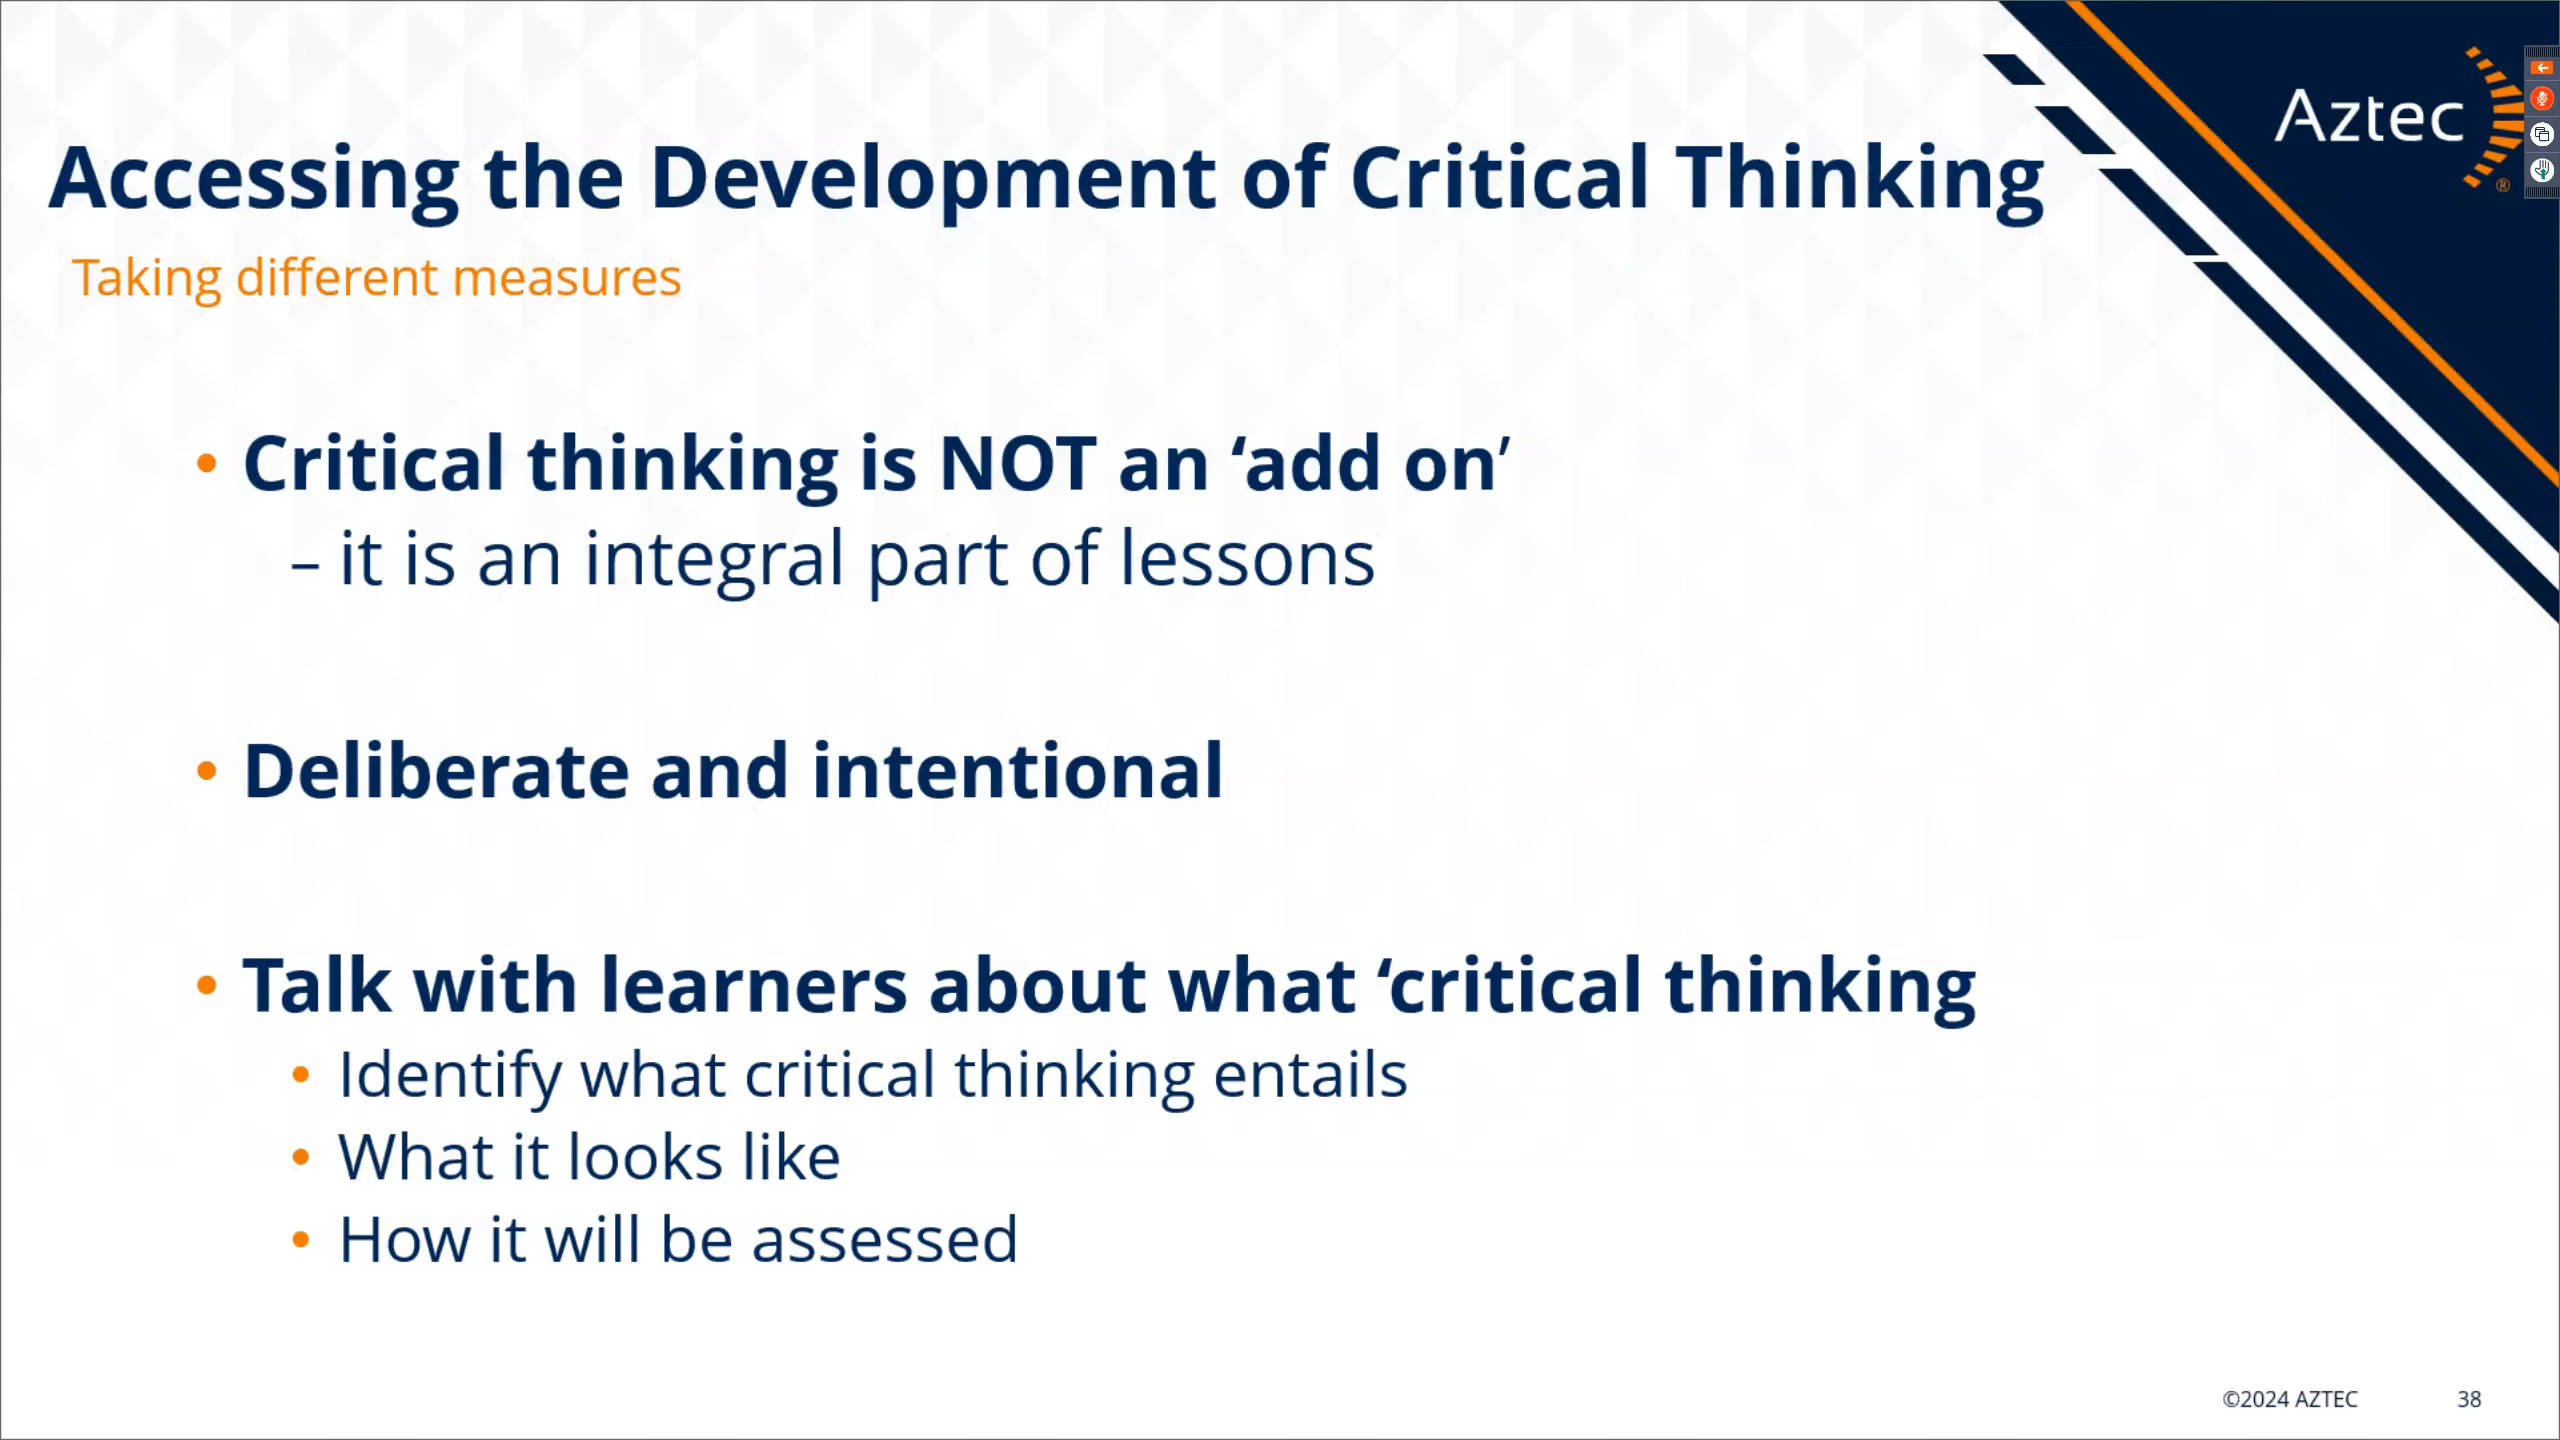 Aztec
®
Accessing the Development of Critical Thinking
Taking different measures
• Critical thinking is NOT an ‘add on’
– it is an integral part of lessons
• Deliberate and intentional
• Talk with learners about what ‘critical thinking
• Identify what critical thinking entails
• What it looks like
• How it will be assessed
©2024 AZTEC 38